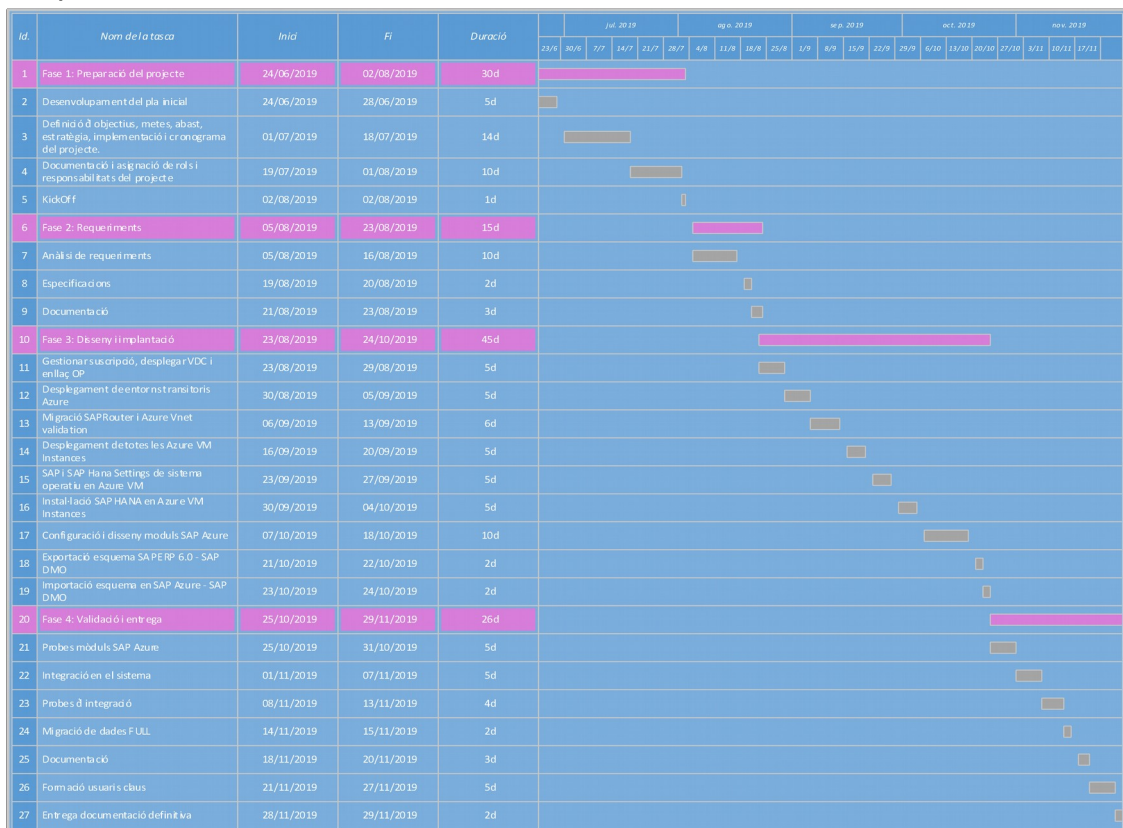 Id. Nom de la tasca Inici Fi Duració jul. 2019 ago. 2019 sep. 2019 oct. 2019 nov. 2019
23/6 30/6 7/7 14/7 21/7 28/7 4/8 11/8 18/8 25/8 1/9 8/9 15/9 22/9 29/9 6/10 13/10 20/10 27/10 3/11 10/11 17/11
1 Fase 1: Preparació del projecte 24/06/2019 02/08/2019 30d
2 Desenvolupament del pla inicial 24/06/2019 28/06/2019 5d
3 Definició d'objectius, metes, abast,
estratègia, implementació i cronograma
del projecte. 01/07/2019 18/07/2019 14d
4 Documentació i asignació de rols i
responsabilitats del projecte 19/07/2019 01/08/2019 10d
5 KickOff 02/08/2019 02/08/2019 1d
6 Fase 2: Requeriments 05/08/2019 23/08/2019 15d
7 Anàlisi de requeriments 05/08/2019 16/08/2019 10d
8 Especificacions 19/08/2019 20/08/2019 2d
9 Documentació 21/08/2019 23/08/2019 3d
10 Fase 3: Disseny i implantació 23/08/2019 24/10/2019 45d
11 Gestionar suscripció, desplegar VDC i
enllaç OP 23/08/2019 29/08/2019 5d
12 Desplegament de entorns transitoris
Azure 30/08/2019 05/09/2019 5d
13 Migració SAPRouter i Azure Vnet
validation 06/09/2019 13/09/2019 6d
14 Desplegament de totes les Azure VM
Instances 16/09/2019 20/09/2019 5d
15 SAP i SAP Hana Settings de sistema
operatiu en Azure VM 23/09/2019 27/09/2019 5d
16 Instal·lació SAP HANA en Azure VM
Instances 30/09/2019 04/10/2019 5d
17 Configuració i disseny moduls SAP Azure 07/10/2019 18/10/2019 10d
18 Exportació esquema SAP ERP 6.0 - SAP
DMO 21/10/2019 22/10/2019 2d
19 Importació esquema en SAP Azure - SAP
DMO 23/10/2019 24/10/2019 2d
20 Fase 4: Validació i entrega 25/10/2019 29/11/2019 26d
21 Probes mòduls SAP Azure 25/10/2019 31/10/2019 5d
22 Integració en el sistema 01/11/2019 07/11/2019 5d
23 Probes d'integració 08/11/2019 13/11/2019 4d
24 Migració de dades FULL 14/11/2019 15/11/2019 2d
25 Documentació 18/11/2019 20/11/2019 3d
26 Formació usuaris claus 21/11/2019 27/11/2019 5d
27 Entrega documentació definitiva 28/11/2019 29/11/2019 2d